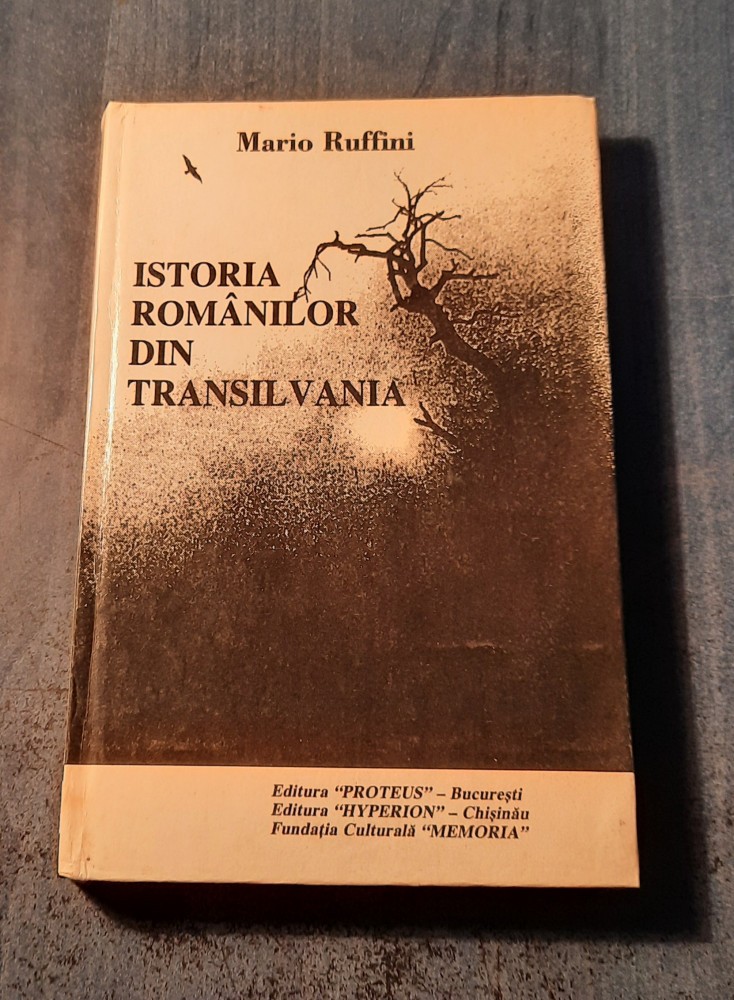 Mario Ruffini
ISTORIA
ROMÂNILOR
DIN
TRANSILVANIA
Editura “PROTEUS” – București
Editura “HYPERION” – Chișinău
Fundația Culturală “MEMORIA”